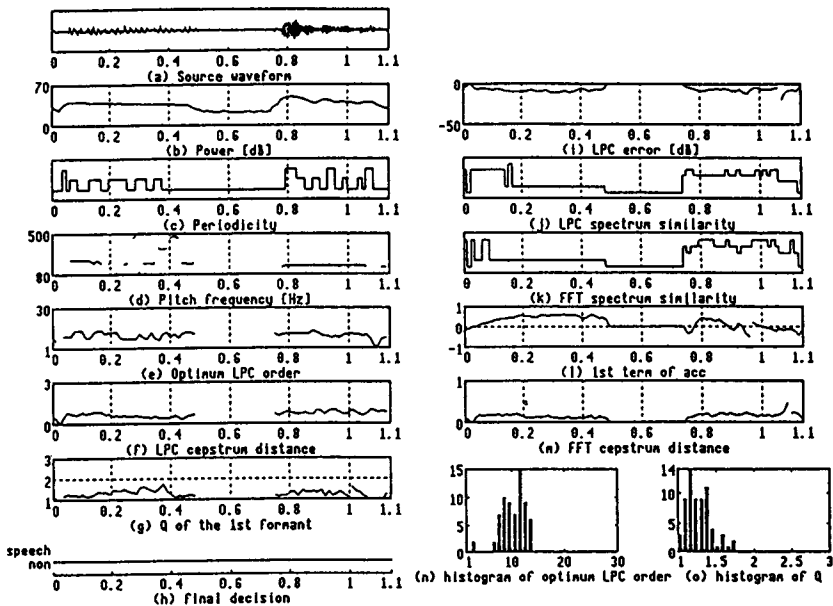 0 0.2 0.4 0.6 0.8 1 1.1
(a) Source waveform
70
0
0 0.2 0.4 0.6 0.8 1 1.1
(b) Power [dB]
0 0.2 0.4 0.6 0.8 1 1.1
(c) Periodicity
500
80
0 0.2 0.4 0.6 0.8 1 1.1
(d) Pitch frequency [Hz]
30
1
0 0.2 0.4 0.6 0.8 1 1.1
(e) Optimum LPC order
3
0
0 0.2 0.4 0.6 0.8 1 1.1
(f) LPC cepstrum distance
3
2
1
0 0.2 0.4 0.6 0.8 1 1.1
(g) Q of the 1st formant
speech
non
0 0.2 0.4 0.6 0.8 1 1.1
(h) Final decision
0
-50
0 0.2 0.4 0.6 0.8 1 1.1
(i) LPC error [dB]
0 0.2 0.4 0.6 0.8 1 1.1
(j) LPC spectrum similarity
0 0.2 0.4 0.6 0.8 1 1.1
(k) FFT spectrum similarity
1
0
-1
0 0.2 0.4 0.6 0.8 1 1.1
(l) 1st term of acc
1
0
0 0.2 0.4 0.6 0.8 1 1.1
(m) FFT cepstrum distance
15
10
5
0
1 10 20 30
(n) histogram of optimum LPC order
14
10
5
0
1 1.5 2 2.5 3
(o) histogram of Q